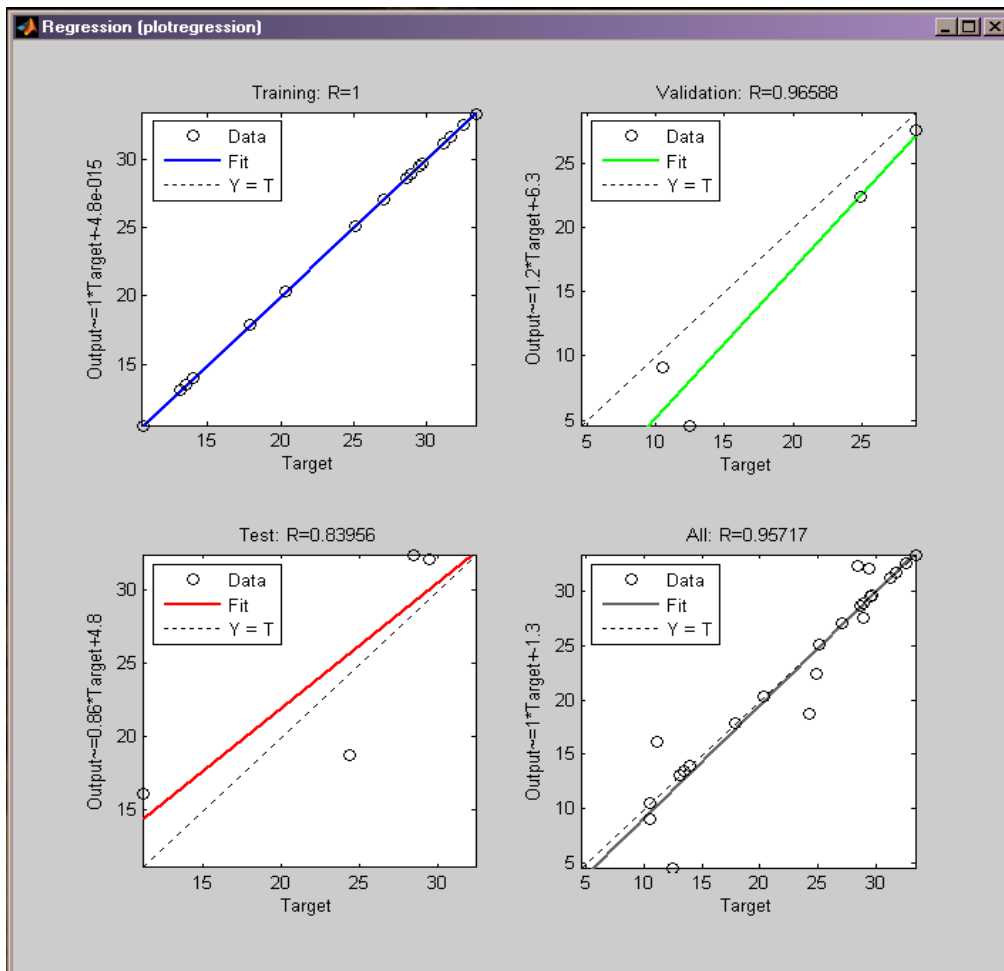 Regression (plotregression)
Training: R=1
Data
Fit
Y = T
Output~=1*Target+-4.8e-015
30
25
20
15
15
20
25
30
Target
Validation: R=0.96588
Data
Fit
Y = T
Output~=1.2*Target+-6.3
25
20
15
10
5
5
10
15
20
25
Target
Test: R=0.83956
Data
Fit
Y = T
Output~=0.86*Target+4.8
30
25
20
15
15
20
25
30
Target
All: R=0.95717
Data
Fit
Y = T
Output~=1*Target+-1.3
30
25
20
15
10
5
5
10
15
20
25
30
Target